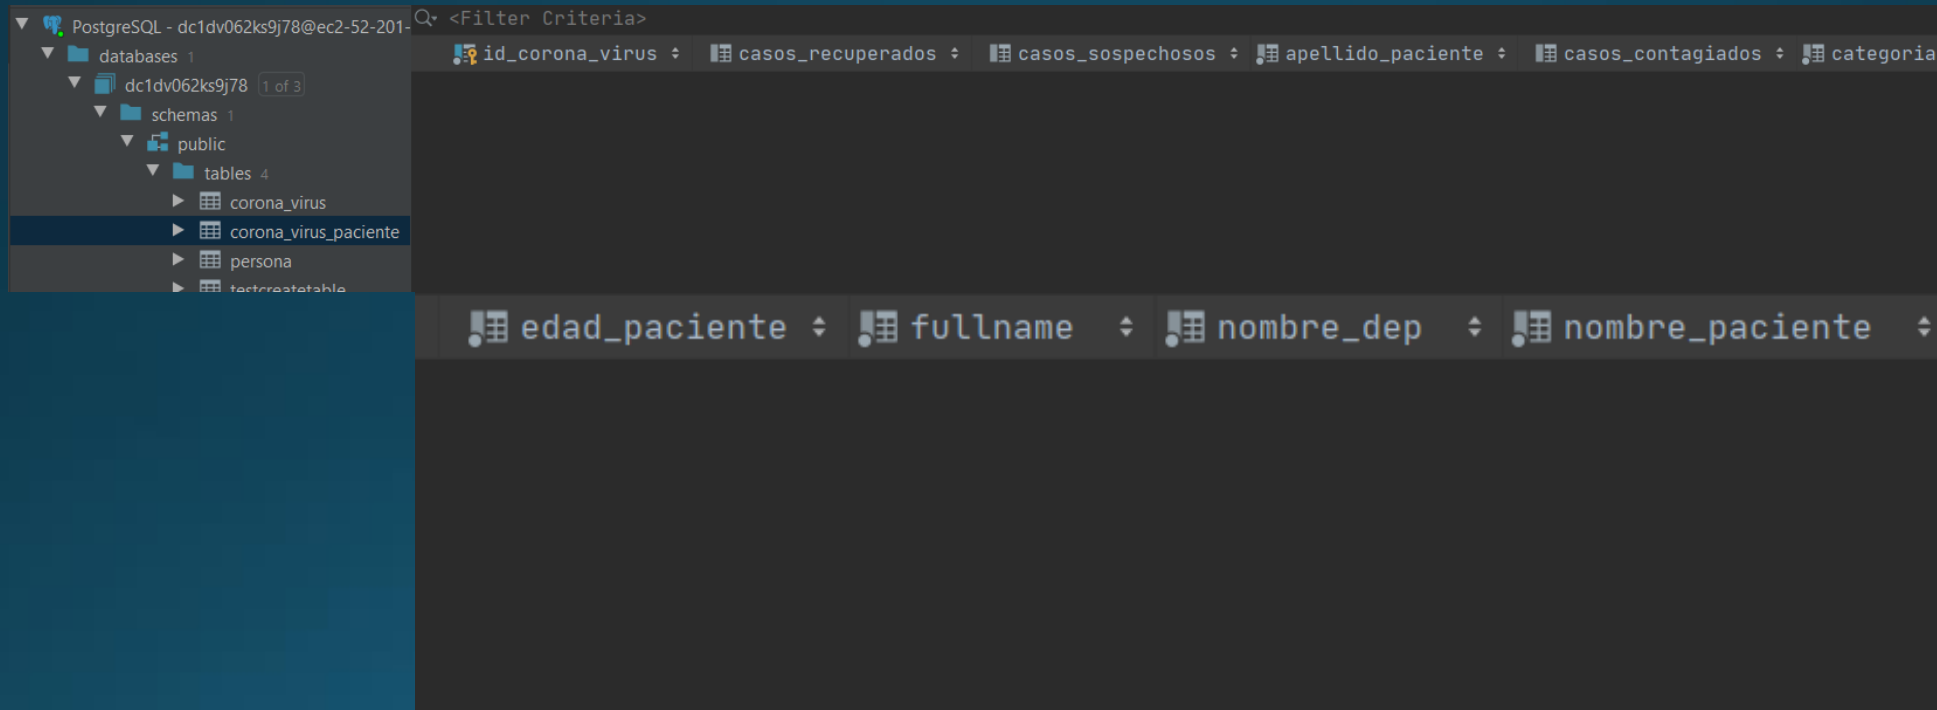 PostgreSQL - dc1dv062ks9j78@ec2-52-201-
databases 1
dc1dv062ks9j78 1 of 3
schemas 1
public
tables 4
corona_virus
corona_virus_paciente
persona
testcreatetable
<Filter Criteria>
id_corona_virus casos_recuperados casos_sospechosos apellido_paciente casos_contagiados categoria
edad_paciente fullname nombre_dep nombre_paciente